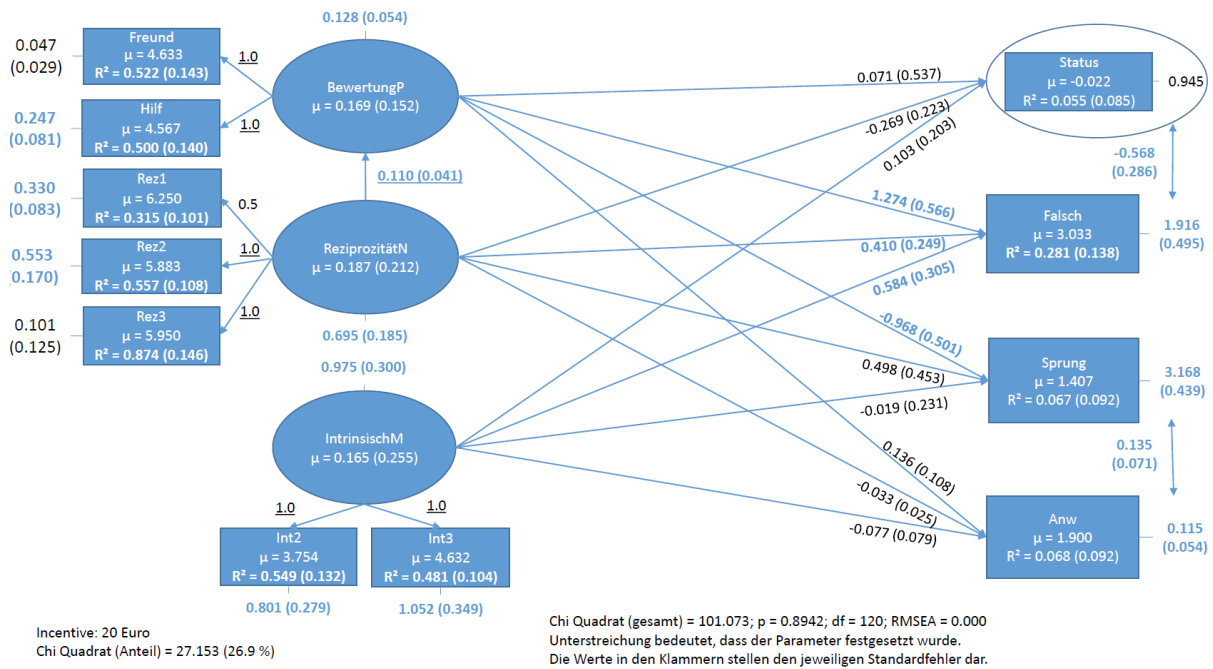 0.128 (0.054)
0.047
(0.029)
Freund
μ = 4.633
R² = 0.522 (0.143)
1.0
BewertungP
μ = 0.169 (0.152)
0.247
(0.081)
Hilf
μ = 4.567
R² = 0.500 (0.140)
1.0
0.330
(0.083)
Rez1
μ = 6.250
R² = 0.315 (0.101)
0.5
0.110 (0.041)
0.553
(0.170)
Rez2
μ = 5.883
R² = 0.557 (0.108)
1.0
ReziprozitätN
μ = 0.187 (0.212)
0.101
(0.125)
Rez3
μ = 5.950
R² = 0.874 (0.146)
1.0
0.695 (0.185)
0.975 (0.300)
IntrinsischM
μ = 0.165 (0.255)
1.0
1.0
Int2
μ = 3.754
R² = 0.549 (0.132)
0.801 (0.279)
Int3
μ = 4.632
R² = 0.481 (0.104)
1.052 (0.349)
0.071 (0.537)
-0.269 (0.223)
0.103 (0.203)
1.274 (0.566)
0.410 (0.249)
0.584 (0.305)
-0.968 (0.501)
0.498 (0.453)
-0.019 (0.231)
0.136 (0.108)
-0.033 (0.025)
-0.077 (0.079)
Status
μ = -0.022
R² = 0.055 (0.085)
0.945
-0.568
(0.286)
Falsch
μ = 3.033
R² = 0.281 (0.138)
1.916
(0.495)
Sprung
μ = 1.407
R² = 0.067 (0.092)
3.168
(0.439)
0.135
(0.071)
Anw
μ = 1.900
R² = 0.068 (0.092)
0.115
(0.054)
Incentive: 20 Euro
Chi Quadrat (Anteil) = 27.153 (26.9 %)
Chi Quadrat (gesamt) = 101.073; p = 0.8942; df = 120; RMSEA = 0.000
Unterstreichung bedeutet, dass der Parameter festgesetzt wurde.
Die Werte in den Klammern stellen den jeweiligen Standardfehler dar.